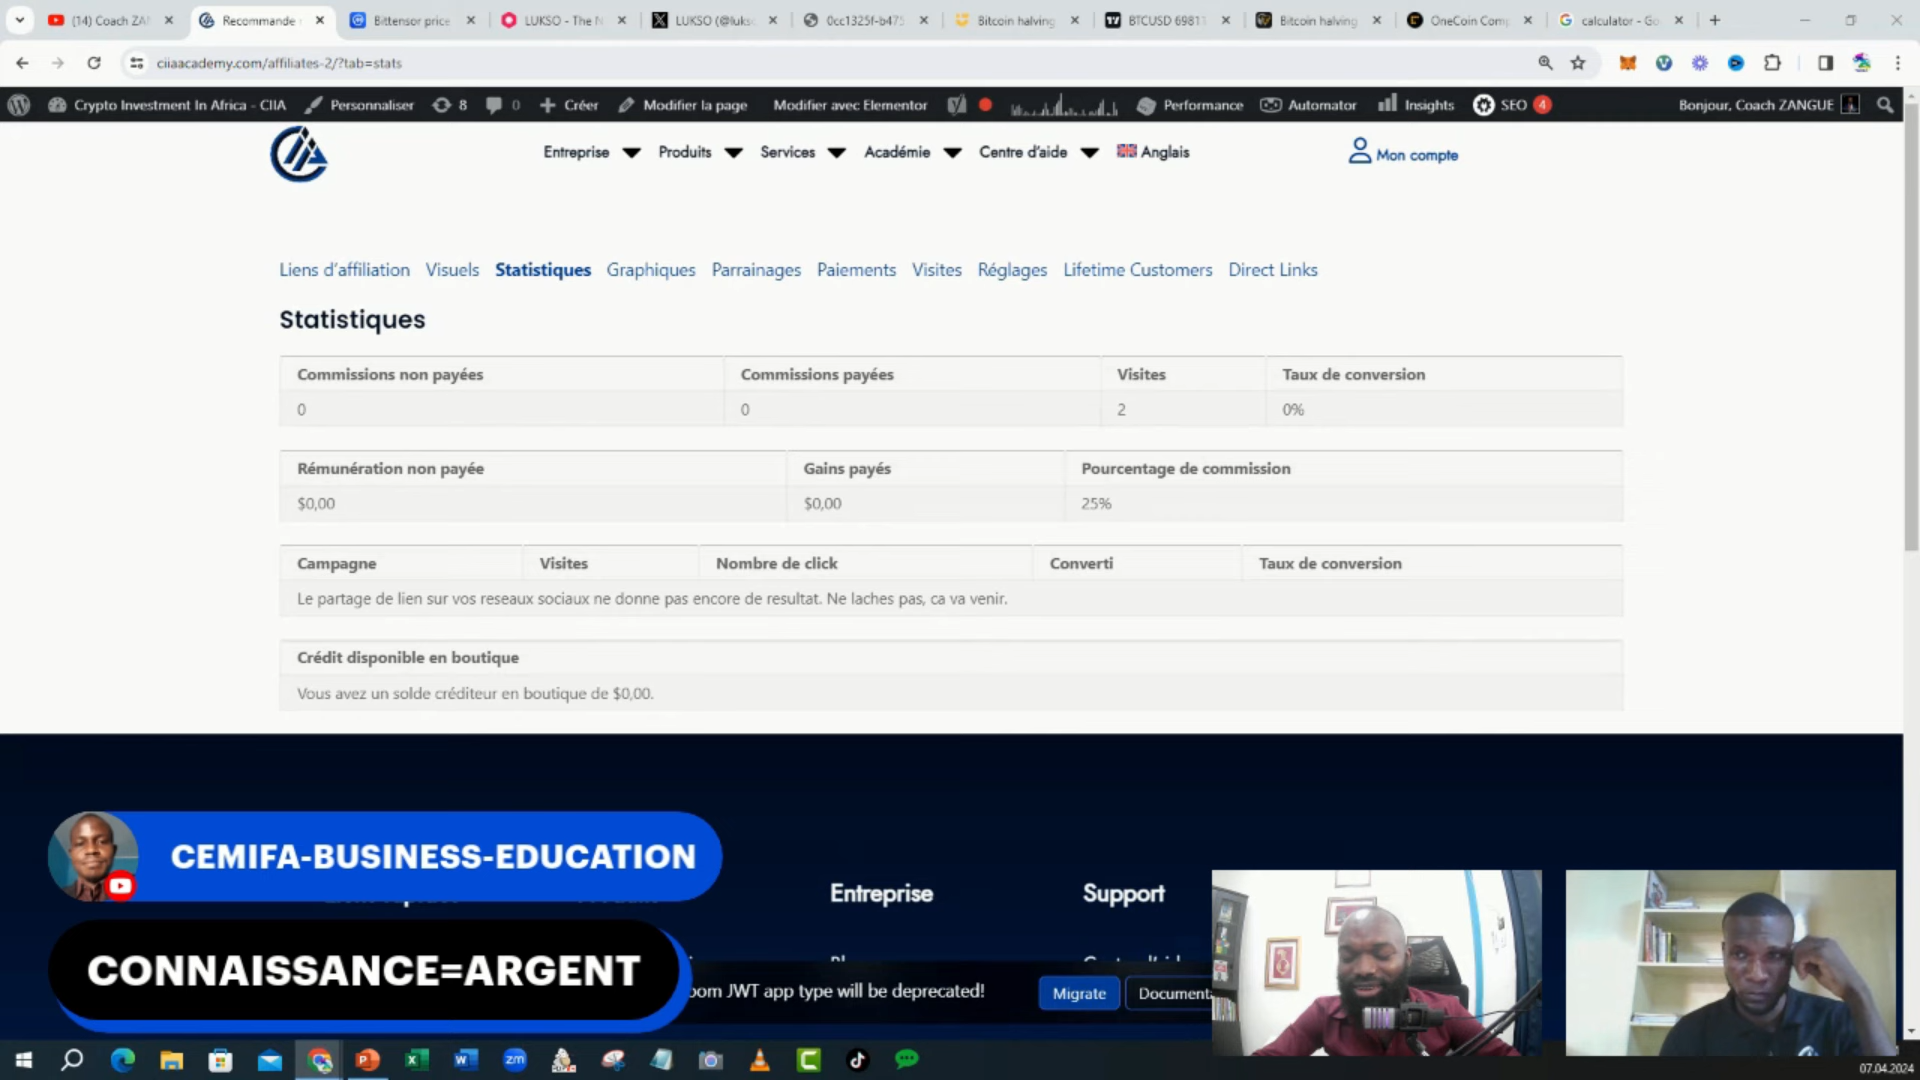 (14) Coach ZAN
Recommande
Bittensor price
LUKSO - The N
LUKSO (@lukso
0cc1325f-b475
Bitcoin halving
BTCUSD 69811
Bitcoin halving
OneCoin Comp
calculator - Go
ciiaacademy.com/affiliates-2/?tab=stats
Crypto Investment In Africa - CIIA
Personnaliser
8
0
Créer
Modifier la page
Modifier avec Elementor
Performance
Automator
Insights
SEO
4
Bonjour, Coach ZANGUE
Entreprise
Produits
Services
Académie
Centre d'aide
Anglais
Mon compte
Liens d'affiliation
Visuels
Statistiques
Graphiques
Parrainages
Paiements
Visites
Réglages
Lifetime Customers
Direct Links
Statistiques
Commissions non payées
Commissions payées
Visites
Taux de conversion
0
0
2
0%
Rémunération non payée
Gains payés
Pourcentage de commission
$0,00
$0,00
25%
Campagne
Visites
Nombre de click
Converti
Taux de conversion
Le partage de lien sur vos reseaux sociaux ne donne pas encore de resultat. Ne laches pas, ca va venir.
Crédit disponible en boutique
Vous avez un solde créditeur en boutique de $0,00.
CEMIFA-BUSINESS-EDUCATION
Entreprise
Support
CONNAISSANCE=ARGENT
oom JWT app type will be deprecated!
Migrate
Documenta
07.04.2024